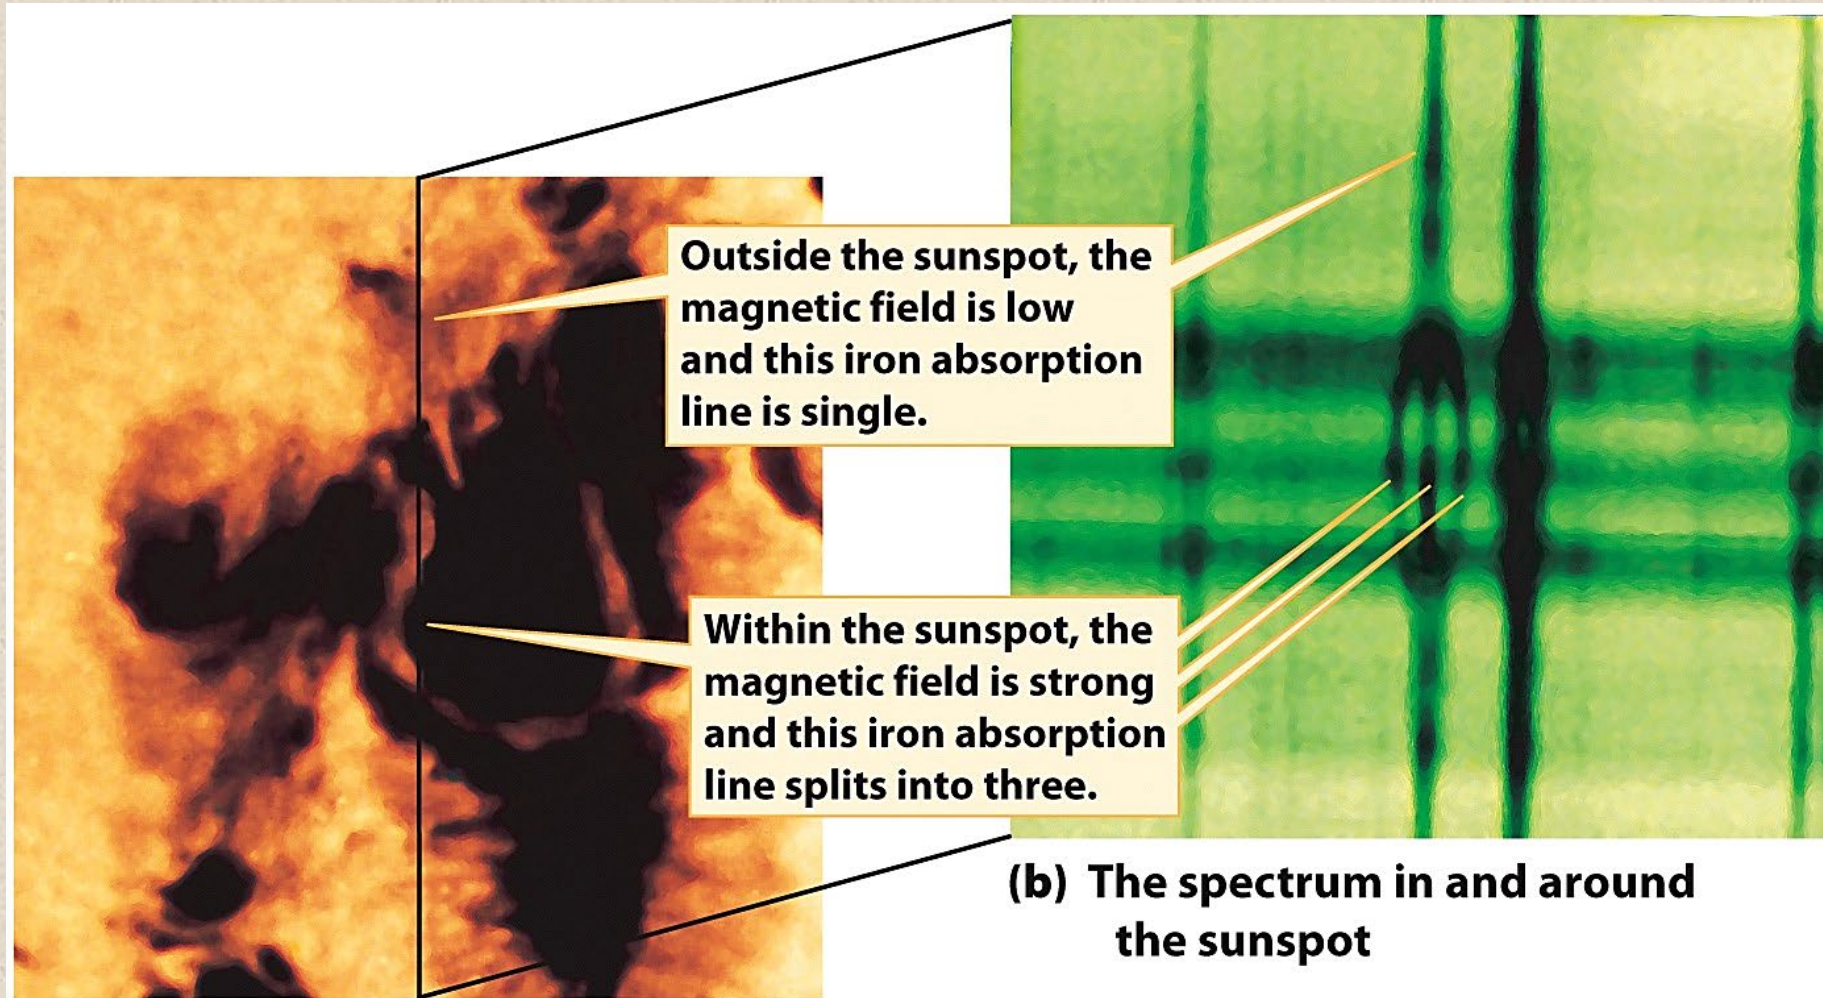 Outside the sunspot, the
magnetic field is low
and this iron absorption
line is single.
Within the sunspot, the
magnetic field is strong
and this iron absorption
line splits into three.
(b) The spectrum in and around
the sunspot